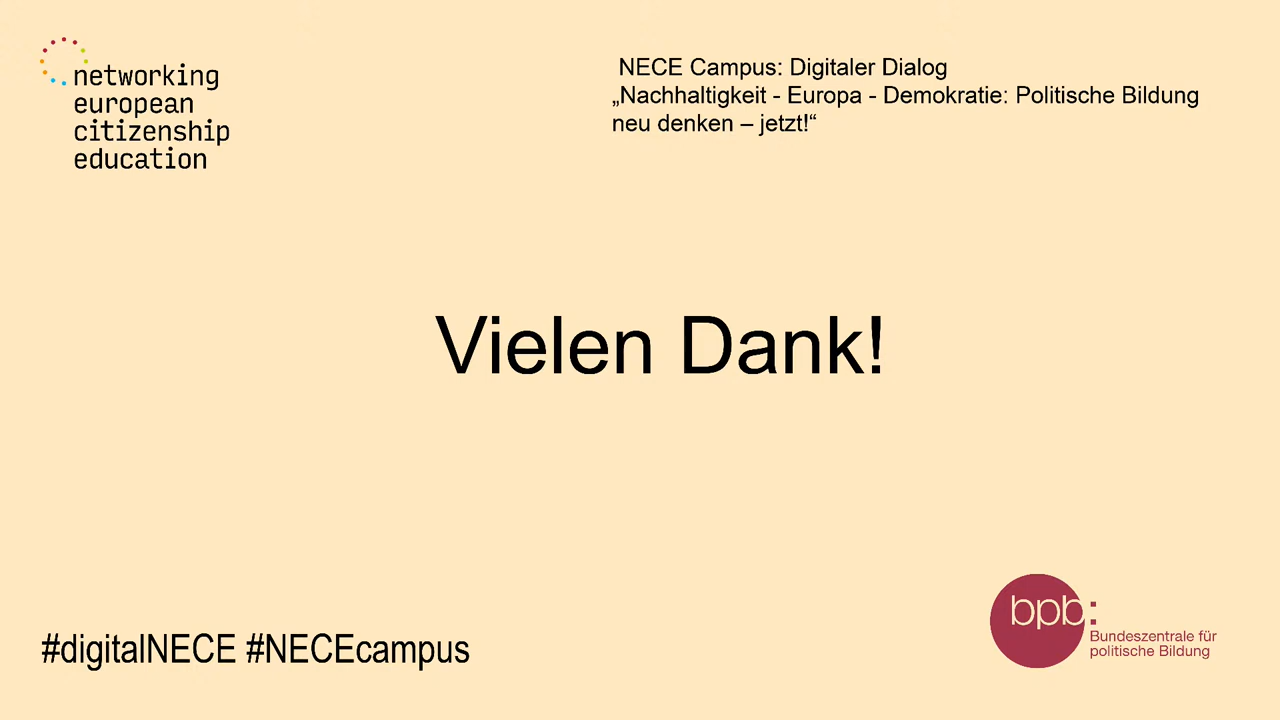 networking
european
citizenship
education
NECE Campus: Digitaler Dialog
„Nachhaltigkeit - Europa - Demokratie: Politische Bildung
neu denken – jetzt!“
Vielen Dank!
#digitalNECE #NECEcampus
bpb:
Bundeszentrale für
politische Bildung